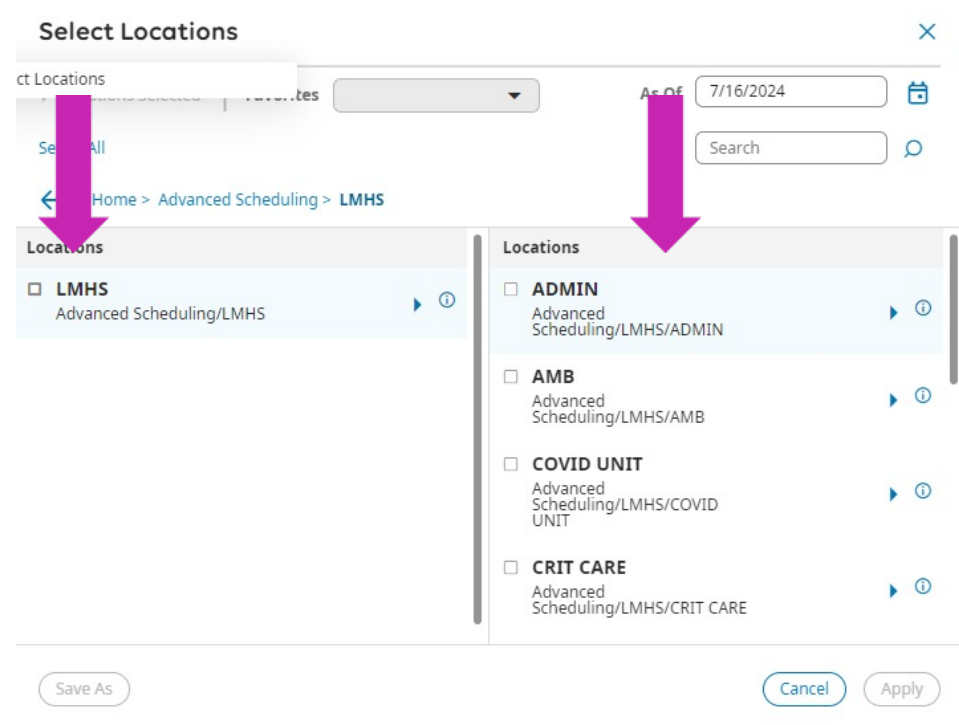 Select Locations
ct Locations
Favorites
As Of 7/16/2024
All
Search
Home > Advanced Scheduling > LMHS
Locations
LMHS
Advanced Scheduling/LMHS
Locations
ADMIN
Advanced
Scheduling/LMHS/ADMIN
AMB
Advanced
Scheduling/LMHS/AMB
COVID UNIT
Advanced
Scheduling/LMHS/COVID
UNIT
CRIT CARE
Advanced
Scheduling/LMHS/CRIT CARE
Save As
Cancel
Apply